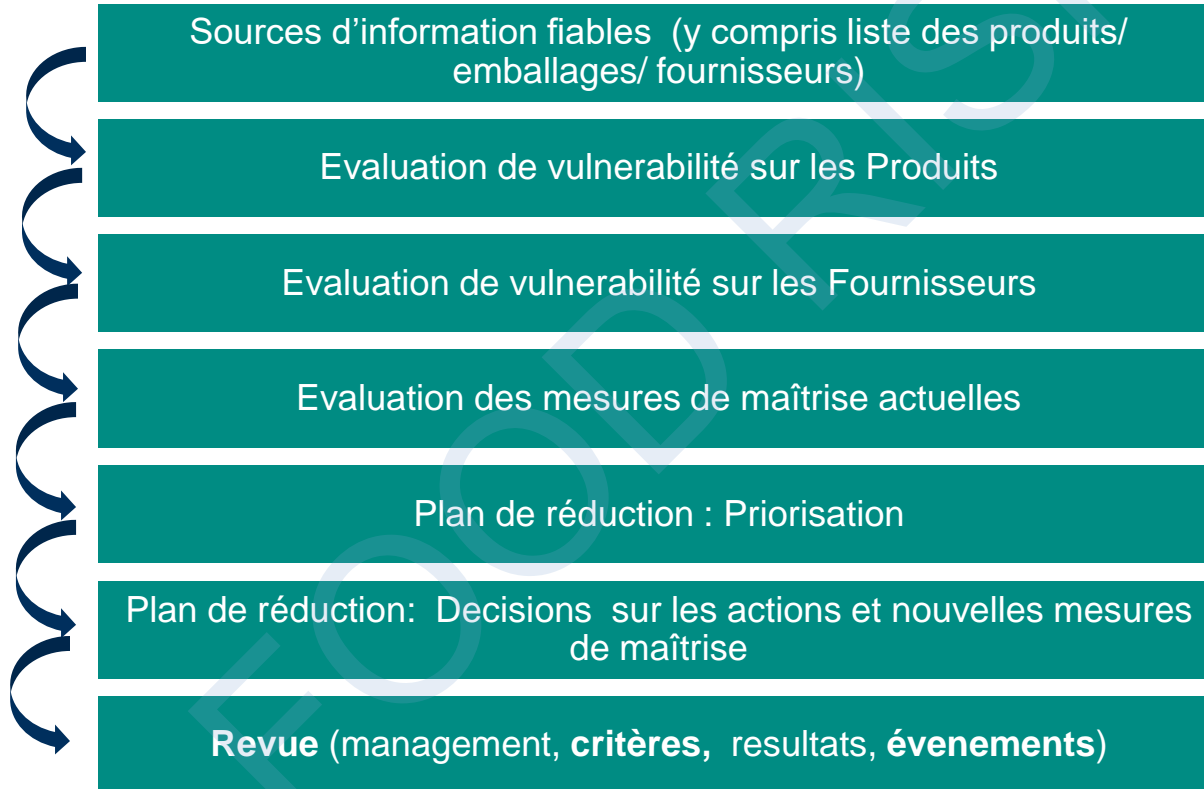 Sources d'information fiables (y compris liste des produits/
emballages/ fournisseurs)
Evaluation de vulnerabilité sur les Produits
Evaluation de vulnerabilité sur les Fournisseurs
Evaluation des mesures de maîtrise actuelles
Plan de réduction : Priorisation
Plan de réduction: Decisions sur les actions et nouvelles mesures
de maîtrise
Revue (management, critères, resultats, évenements)
FOOD RIS